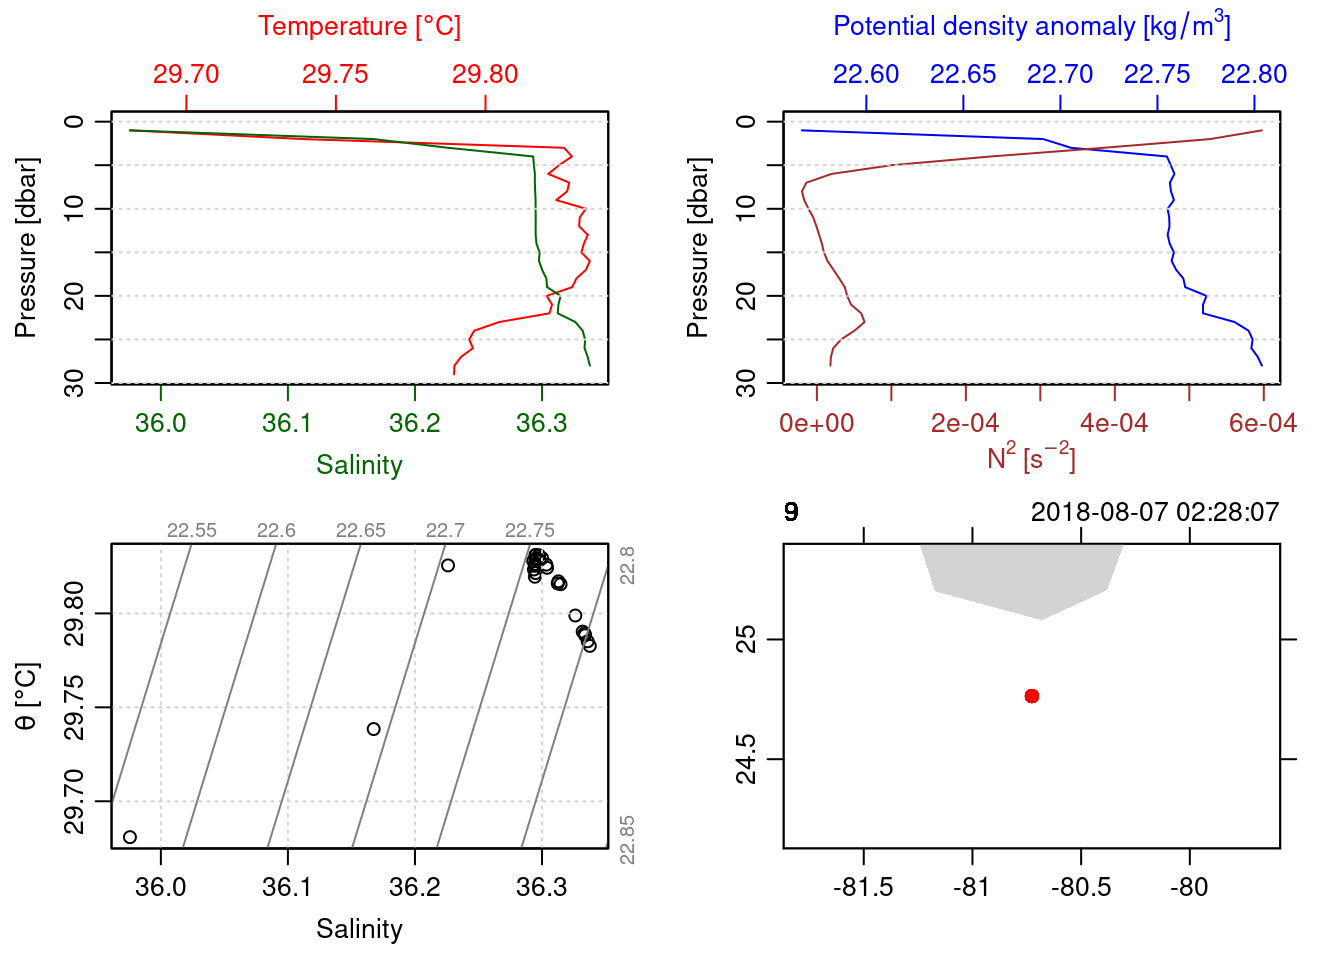 Temperature [°C]
29.70 29.75 29.80
0
10
20
30
Pressure [dbar]
36.0 36.1 36.2 36.3
Salinity
Potential density anomaly [kg/m³]
22.60 22.65 22.70 22.75 22.80
0
10
20
30
Pressure [dbar]
0e+00 2e-04 4e-04 6e-04
N² [s⁻²]
22.55 22.6 22.65 22.7 22.75
22.8
22.85
29.80
29.75
29.70
θ [°C]
36.0 36.1 36.2 36.3
Salinity
2018-08-07 02:28:07
25
24.5
-81.5 -81 -80.5 -80